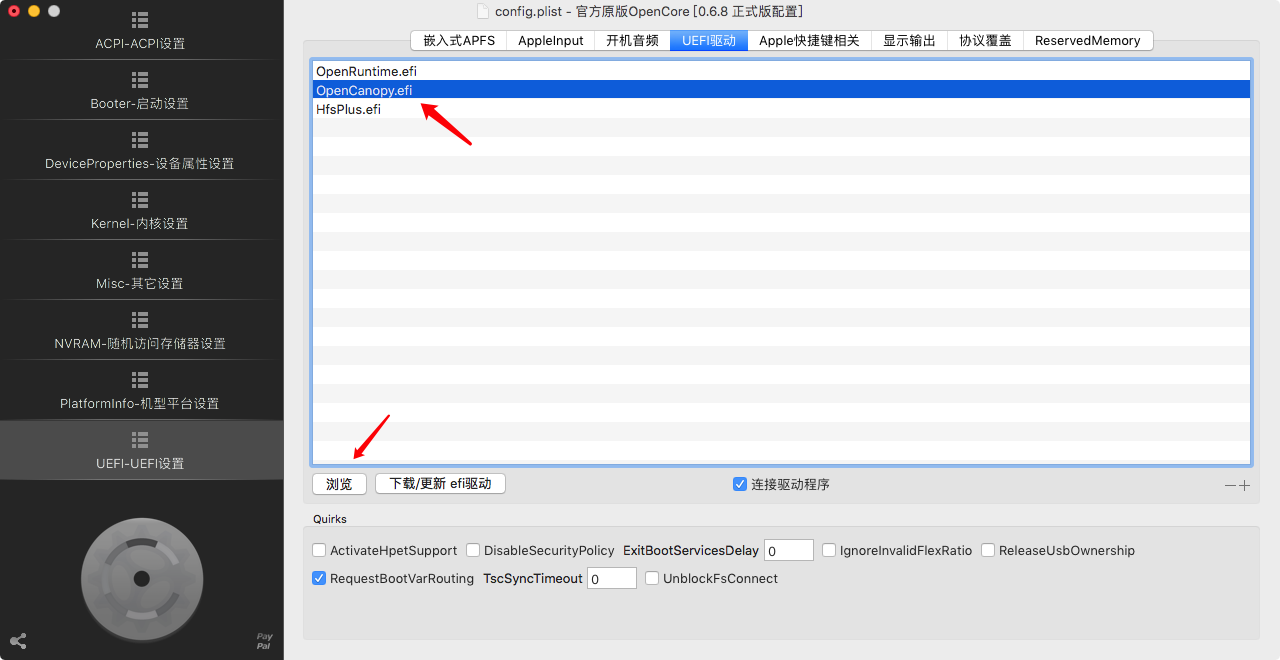 config.plist - 官方原版OpenCore [0.6.8 正式版配置]
ACPI-ACPI设置
Booter-启动设置
DeviceProperties-设备属性设置
Kernel-内核设置
Misc-其它设置
NVRAM-随机访问存储器设置
PlatformInfo-机型平台设置
UEFI-UEFI设置
Pay
Pal
嵌入式APFS AppleInput 开机音频 UEFI驱动 Apple快捷键相关 显示输出 协议覆盖 ReservedMemory
OpenRuntime.efi
OpenCanopy.efi
HfsPlus.efi
浏览 下载/更新 efi驱动 连接驱动程序
Quirks
ActivateHpetSupport DisableSecurityPolicy ExitBootServicesDelay 0 IgnoreInvalidFlexRatio ReleaseUsbOwnership
RequestBootVarRouting TscSyncTimeout 0 UnblockFsConnect